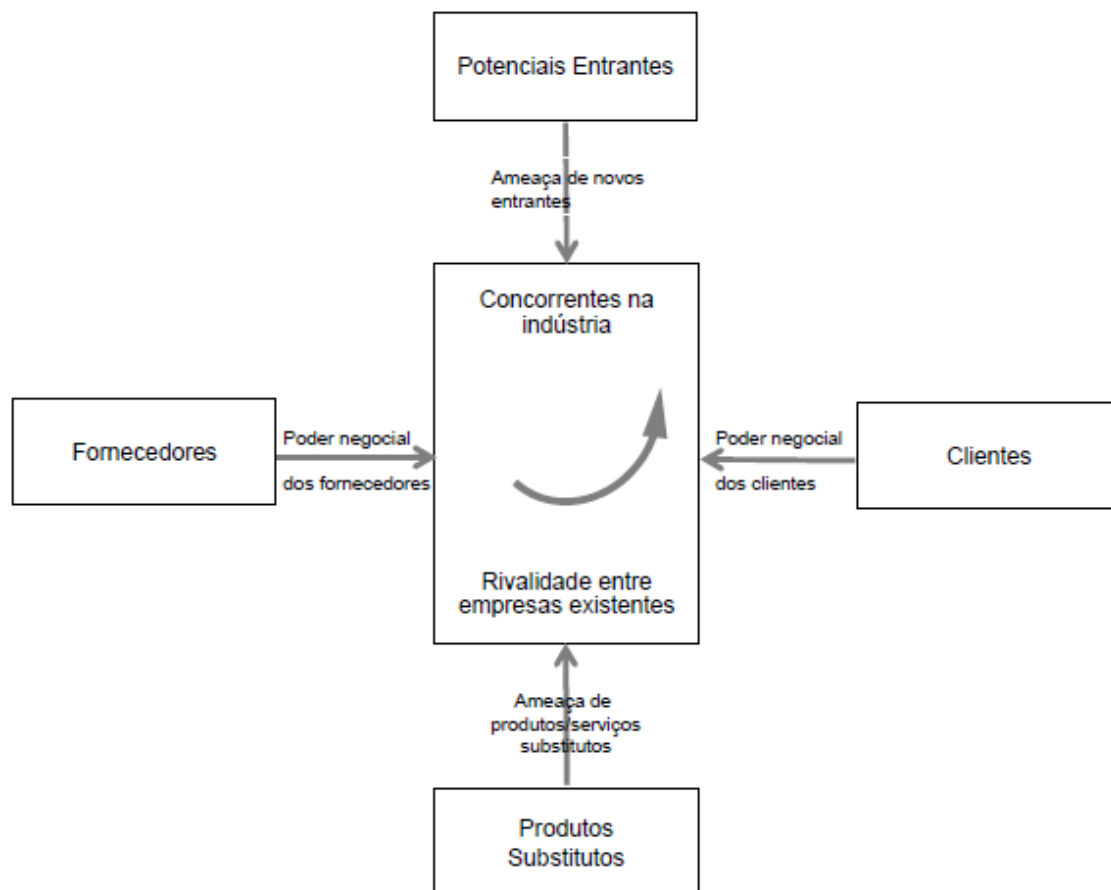 Potenciais Entrantes
Ameaça de novos
entrantes
Concorrentes na
indústria
Fornecedores
Poder negocial
dos fornecedores
Poder negocial
dos clientes
Clientes
Rivalidade entre
empresas existentes
Ameaça de
produtos/serviços
substitutos
Produtos
Substitutos